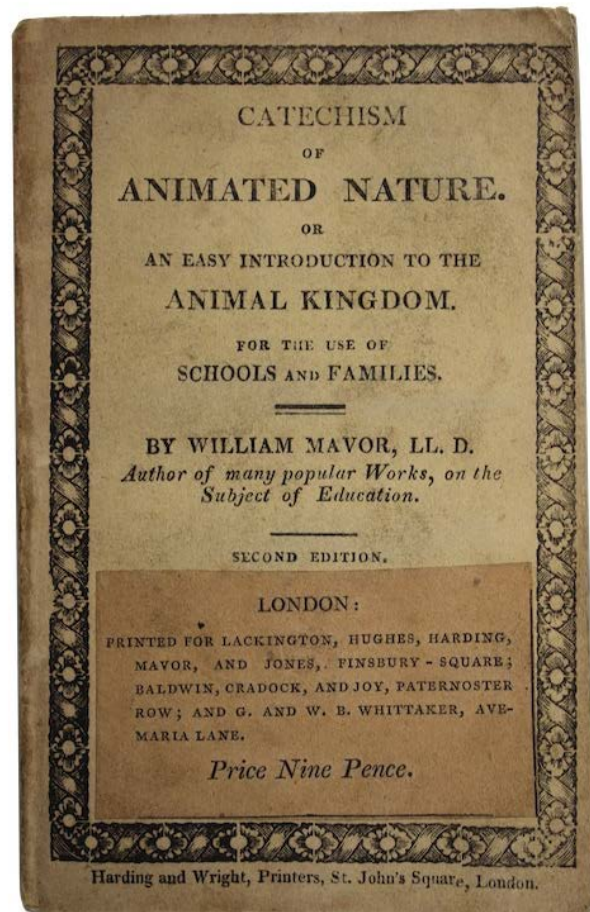 CATECHISM
OF
ANIMATED NATURE.
OR
AN EASY INTRODUCTION TO THE
ANIMAL KINGDOM.
FOR THE USE OF
SCHOOLS AND FAMILIES.
BY WILLIAM MAVOR, LL. D.
Author of many popular Works, on the
Subject of Education.
SECOND EDITION.
LONDON:
PRINTED FOR LACKINGTON, HUGHES, HARDING,
MAVOR, AND JONES, FINSBURY-SQUARE;
BALDWIN, CRADOCK, AND JOY, PATERNOSTER
ROW; AND G. AND W. B. WHITTAKER, AVE-
MARIA LANE.
Price Nine Pence.
Harding and Wright, Printers, St. John's Square, London.